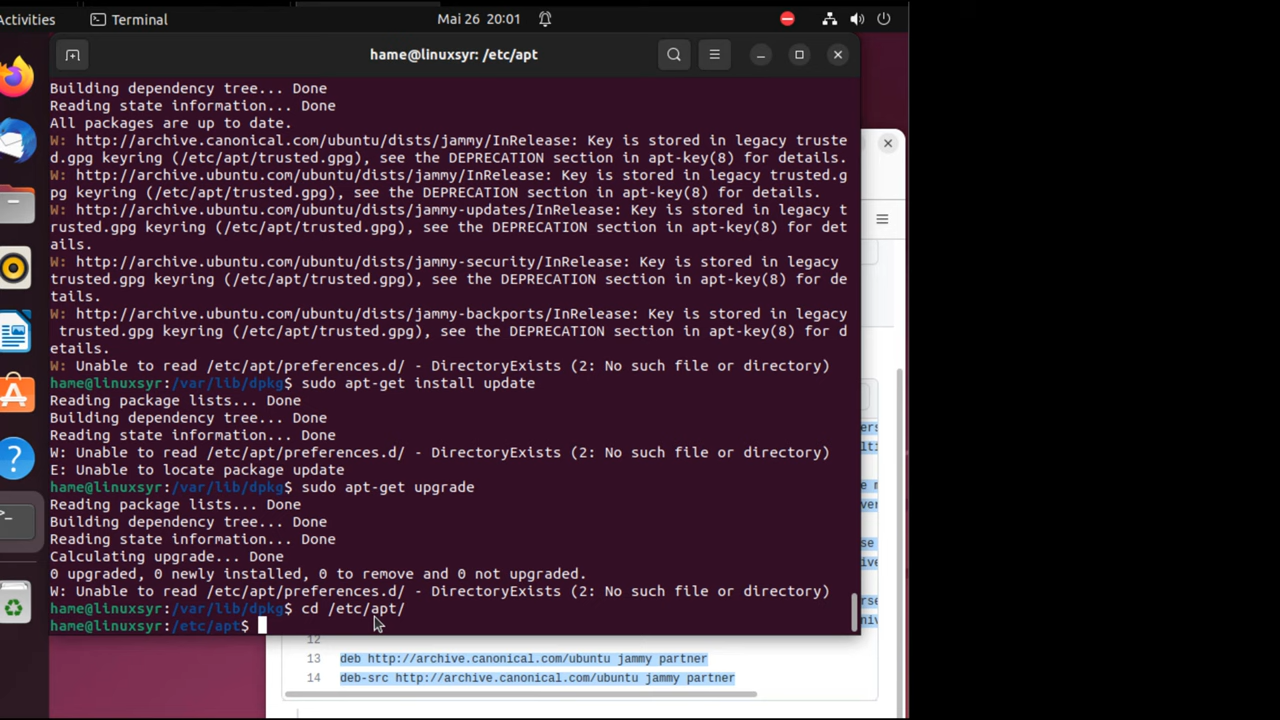 Activities
Terminal
Mai 26 20:01
hame@linuxsyr: /etc/apt
Building dependency tree... Done
Reading state information... Done
All packages are up to date.
W: http://archive.canonical.com/ubuntu/dists/jammy/InRelease: Key is stored in legacy truste
d.gpg keyring (/etc/apt/trusted.gpg), see the DEPRECATION section in apt-key(8) for details.
W: http://archive.ubuntu.com/ubuntu/dists/jammy/InRelease: Key is stored in legacy trusted.g
pg keyring (/etc/apt/trusted.gpg), see the DEPRECATION section in apt-key(8) for details.
W: http://archive.ubuntu.com/ubuntu/dists/jammy-updates/InRelease: Key is stored in legacy t
rusted.gpg keyring (/etc/apt/trusted.gpg), see the DEPRECATION section in apt-key(8) for det
ails.
W: http://archive.ubuntu.com/ubuntu/dists/jammy-security/InRelease: Key is stored in legacy
trusted.gpg keyring (/etc/apt/trusted.gpg), see the DEPRECATION section in apt-key(8) for de
tails.
W: http://archive.ubuntu.com/ubuntu/dists/jammy-backports/InRelease: Key is stored in legacy
trusted.gpg keyring (/etc/apt/trusted.gpg), see the DEPRECATION section in apt-key(8) for d
etails.
W: Unable to read /etc/apt/preferences.d/ - DirectoryExists (2: No such file or directory)
hame@linuxsyr:/var/lib/dpkg$ sudo apt-get install update
Reading package lists... Done
Building dependency tree... Done
Reading state information... Done
W: Unable to read /etc/apt/preferences.d/ - DirectoryExists (2: No such file or directory)
E: Unable to locate package update
hame@linuxsyr:/var/lib/dpkg$ sudo apt-get upgrade
Reading package lists... Done
Building dependency tree... Done
Reading state information... Done
Calculating upgrade... Done
0 upgraded, 0 newly installed, 0 to remove and 0 not upgraded.
W: Unable to read /etc/apt/preferences.d/ - DirectoryExists (2: No such file or directory)
hame@linuxsyr:/var/lib/dpkg$ cd /etc/apt/
hame@linuxsyr:/etc/apt$
12
13 deb http://archive.canonical.com/ubuntu jammy partner
14 deb-src http://archive.canonical.com/ubuntu jammy partner